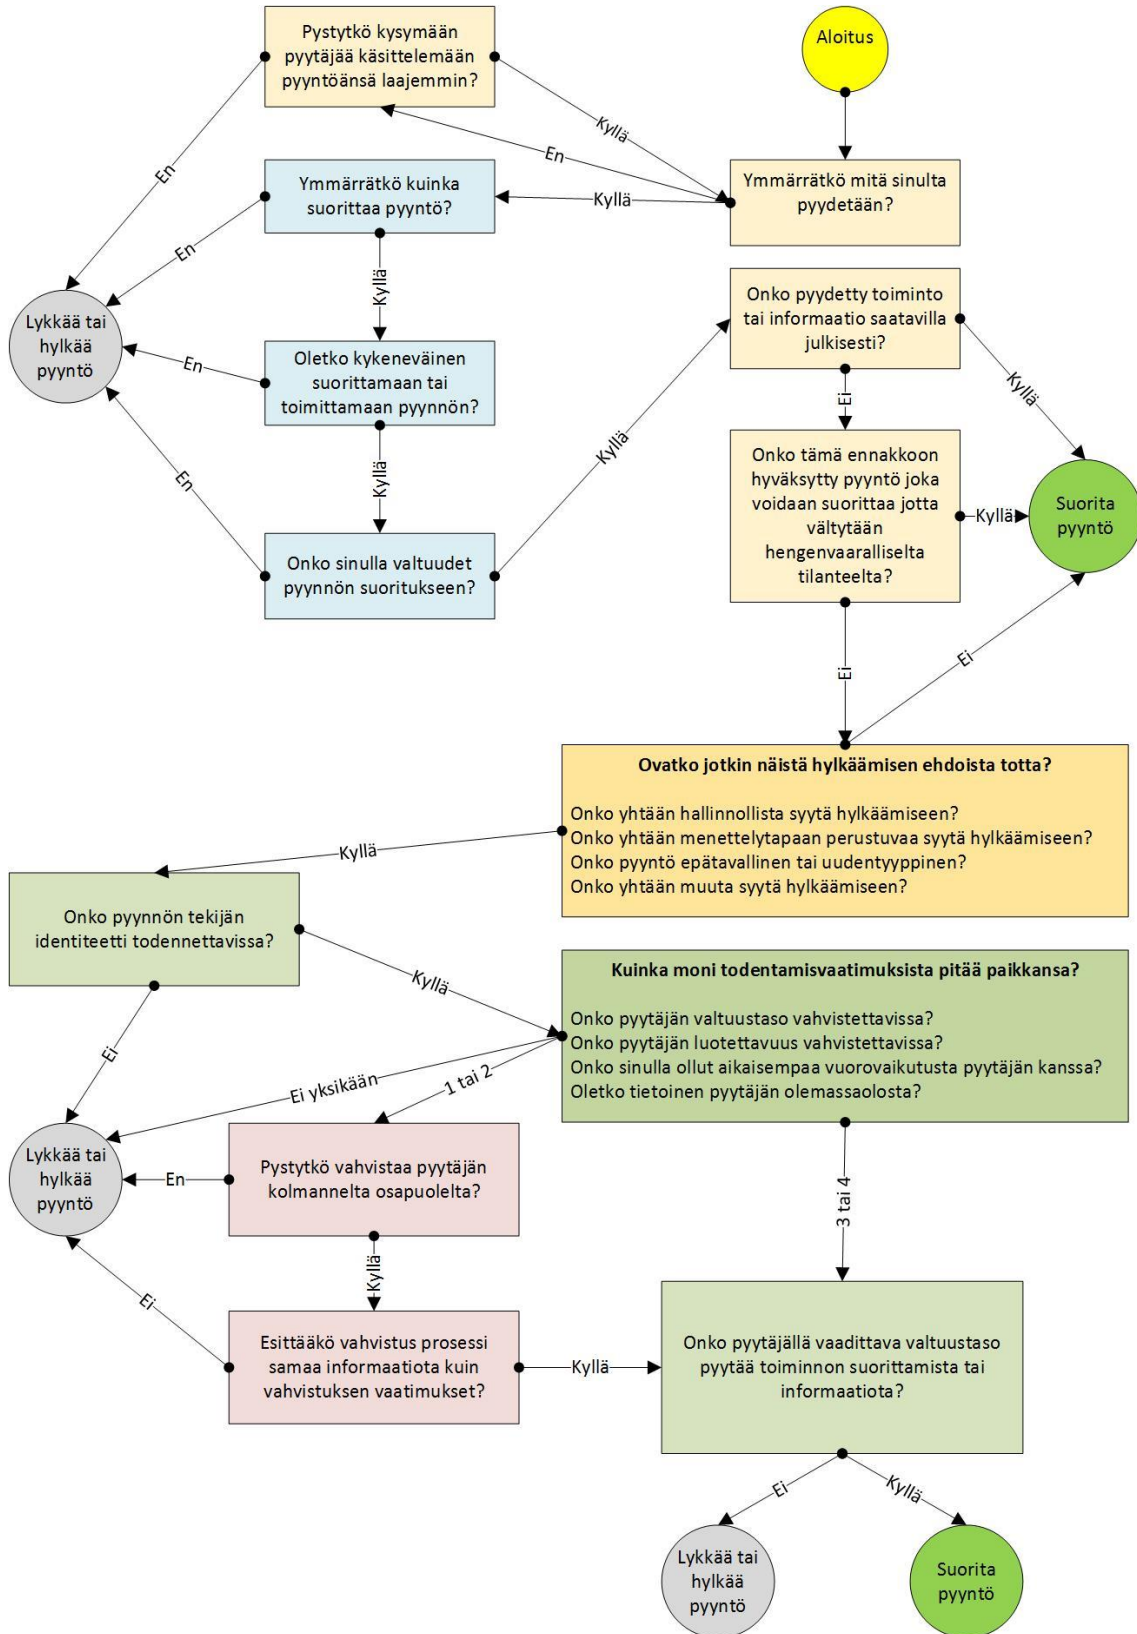 Aloitus
Pystytkö kysymään
pyytäjää käsittelemään
pyyntöänsä laajemmin?
Kyllä
En
En
Ymmärrätkö mitä sinulta
pyydetään?
Kyllä
Ymmärrätkö kuinka
suorittaa pyyntö?
En
Kyllä
Lykkää tai
hylkää
pyyntö
Oletko kykeneväinen
suorittamaan tai
toimittamaan pyynnön?
En
Kyllä
Onko sinulla valtuudet
pyynnön suoritukseen?
En
Kyllä
Onko pyydetty toiminto
tai informaatio saatavilla
julkisesti?
Kyllä
Ei
Onko tämä ennakkoon
hyväksytty pyyntö joka
voidaan suorittaa jotta
vältytään
hengenvaaralliselta
tilanteelta?
Kyllä
Suorita
pyyntö
Ei
Ei
Ovatko jotkin näistä hylkäämisen ehdoista totta?
Onko yhtään hallinnollista syytä hylkäämiseen?
Onko yhtään menettelytapaan perustuvaa syytä hylkäämiseen?
Onko pyyntö epätavallinen tai uudentyyppinen?
Onko yhtään muuta syytä hylkäämiseen?
Kyllä
Onko pyynnön tekijän
identiteetti todennettavissa?
Kyllä
Ei
Kuinka moni todentamisvaatimuksista pitää paikkansa?
Onko pyytäjän valtuustaso vahvistettavissa?
Onko pyytäjän luotettavuus vahvistettavissa?
Onko sinulla ollut aikaisempaa vuorovaikutusta pyytäjän kanssa?
Oletko tietoinen pyytäjän olemassaolosta?
Ei yksikään
1 tai 2
3 tai 4
Lykkää tai
hylkää
pyyntö
Pystytkö vahvistaa pyytäjän
kolmannelta osapuolelta?
En
Kyllä
Esittääkö vahvistus prosessi
samaa informaatiota kuin
vahvistuksen vaatimukset?
Ei
Kyllä
Onko pyytäjällä vaadittava valtuustaso
pyytää toiminnon suorittamista tai
informaatiota?
Ei
Kyllä
Lykkää tai
hylkää
pyyntö
Suorita
pyyntö